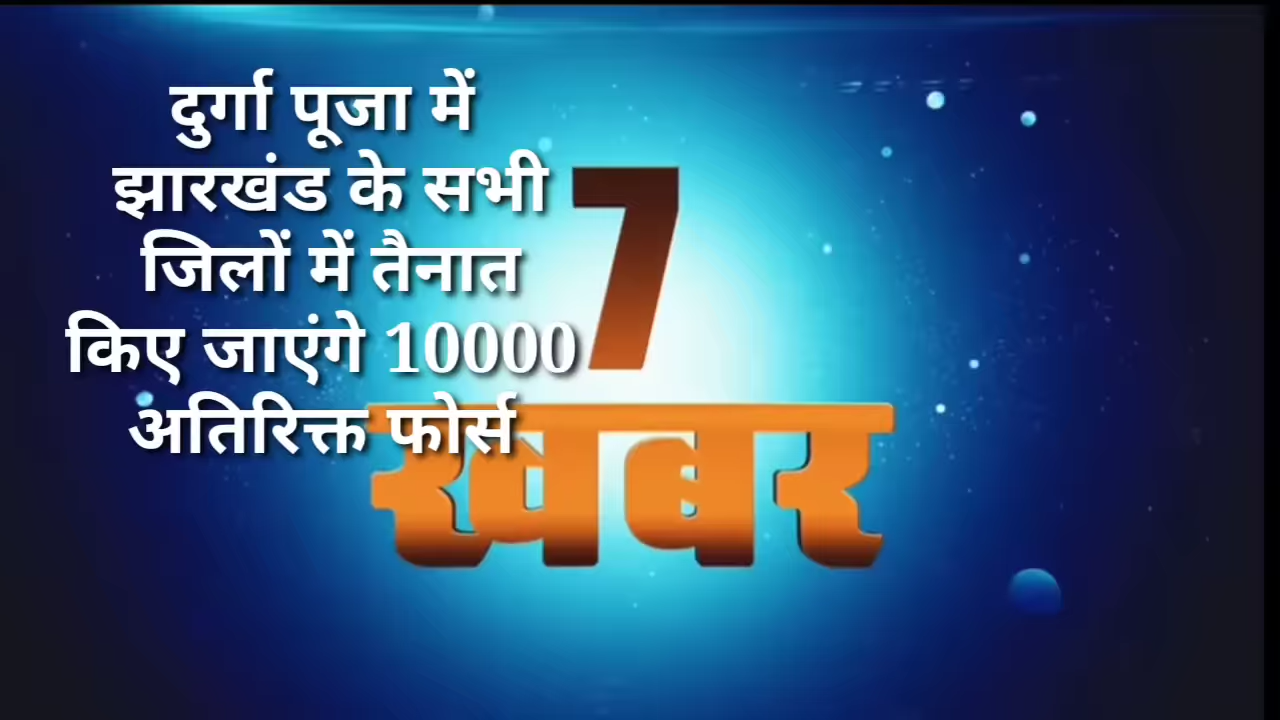 दुर्गा पूजा में
झारखंड के सभी
जिलों में तैनात
किए जाएंगे 10000
अतिरिक्त फोर्स
7
खबर